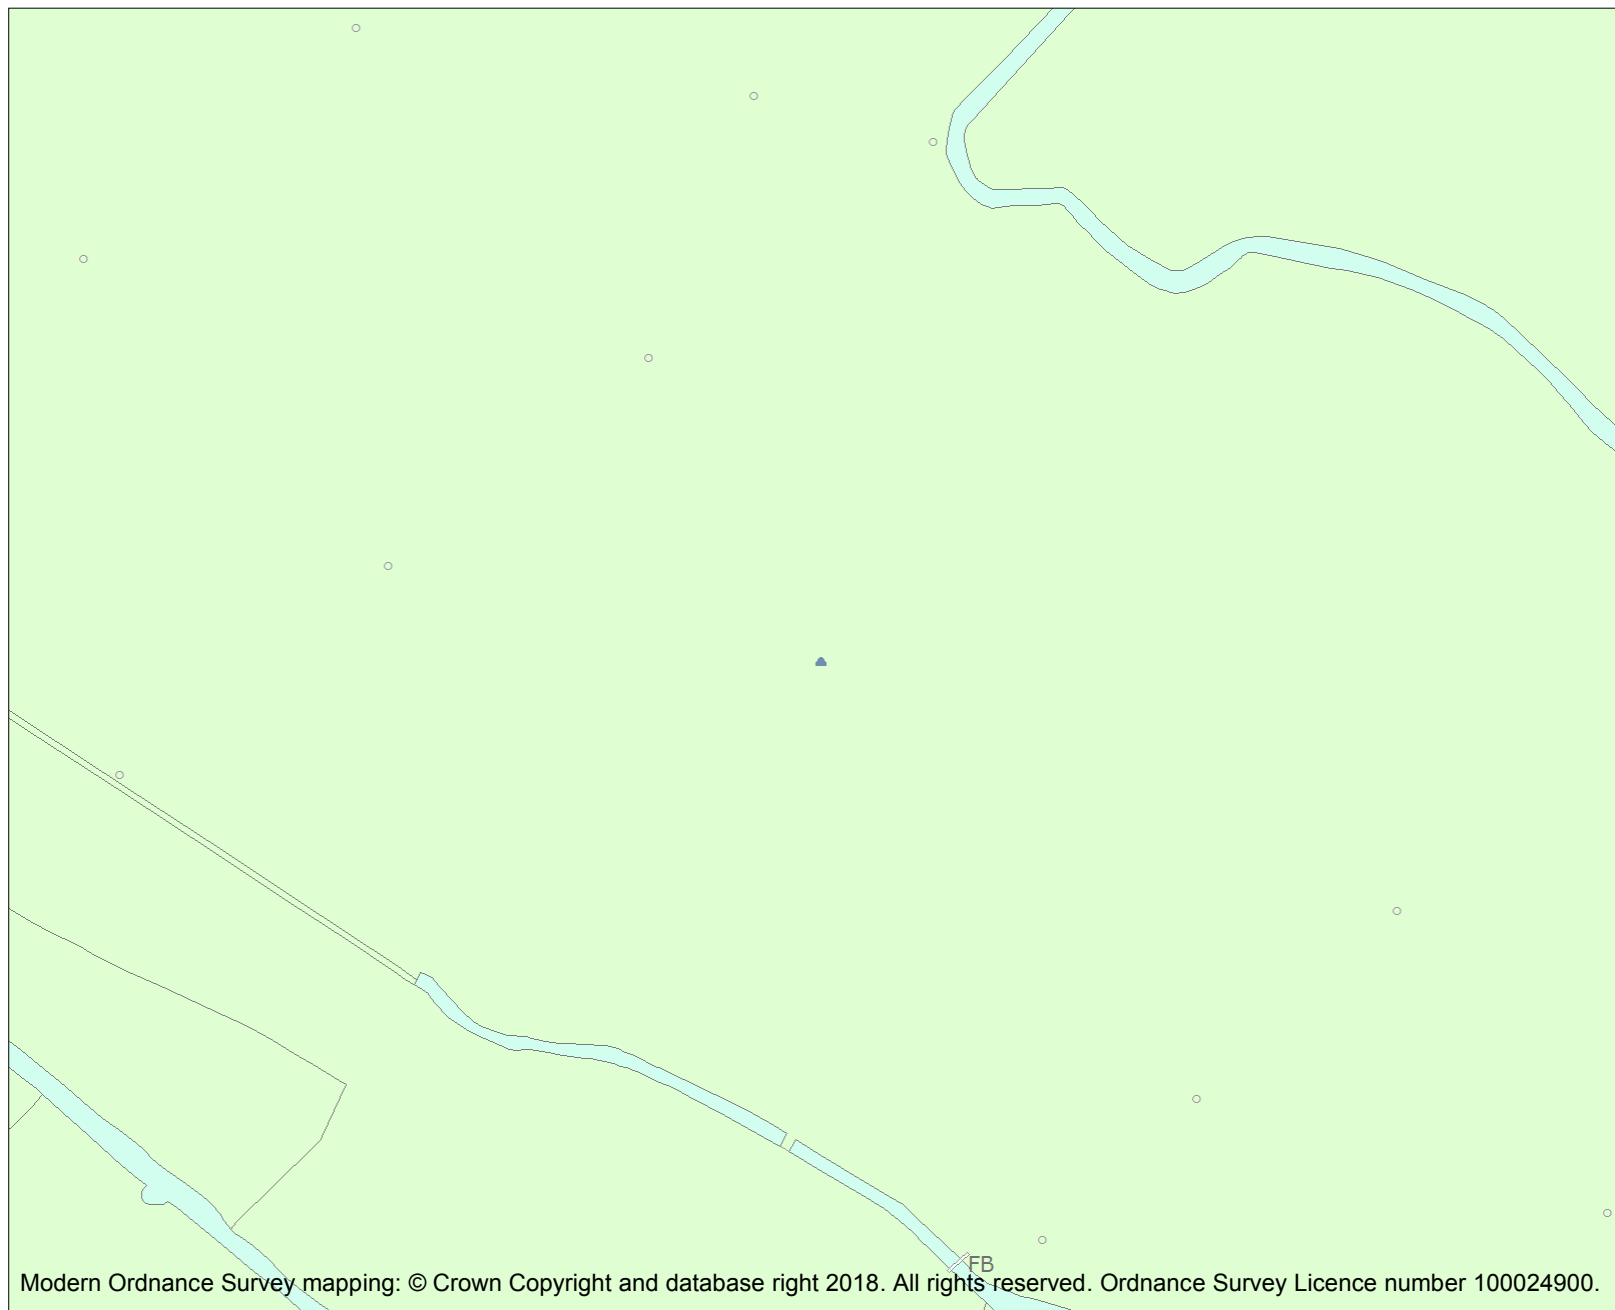 FB
Modern Ordnance Survey mapping: © Crown Copyright and database right 2018. All rights reserved. Ordnance Survey Licence number 100024900.